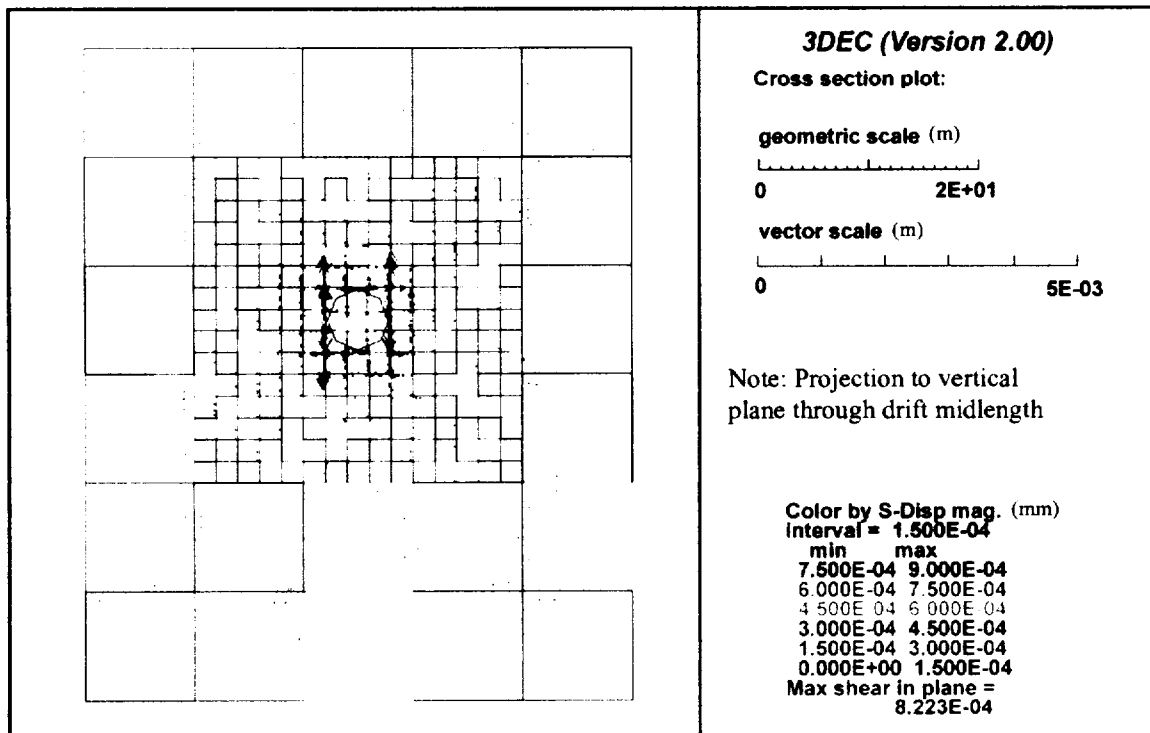 3DEC (Version 2.00)
Cross section plot:
geometric scale (m)
0 2E+01
vector scale (m)
0 5E-03
Note: Projection to vertical
plane through drift midlength
Color by S-Disp mag. (mm)
interval = 1.500E-04
min max
7.500E-04 9.000E-04
6.000E-04 7.500E-04
4 500E 04 6 000E 04
3.000E-04 4.500E-04
1.500E-04 3.000E-04
0.000E+00 1.500E-04
Max shear in plane =
8.223E-04